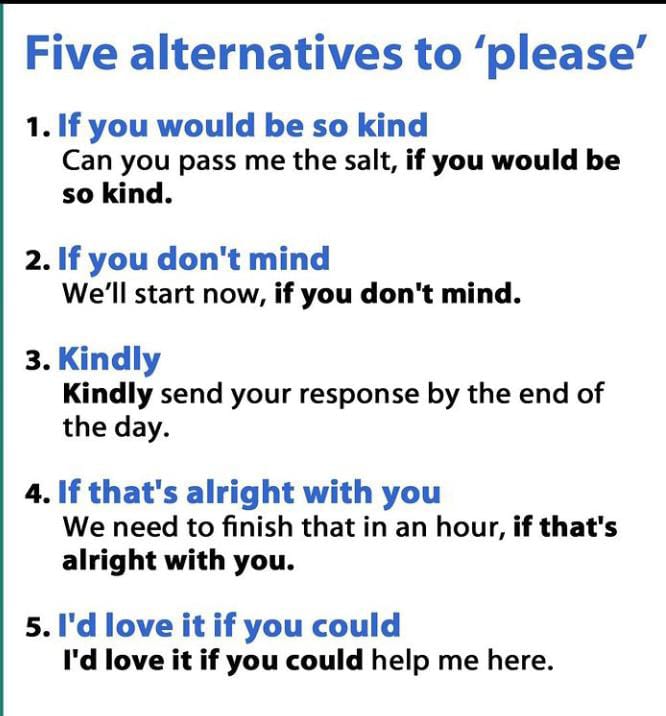 Five alternatives to ‘please’
1. If you would be so kind
Can you pass me the salt, if you would be
so kind.
2. If you don't mind
We’ll start now, if you don't mind.
3. Kindly
Kindly send your response by the end of
the day.
4. If that's alright with you
We need to finish that in an hour, if that's
alright with you.
5. I'd love it if you could
I'd love it if you could help me here.